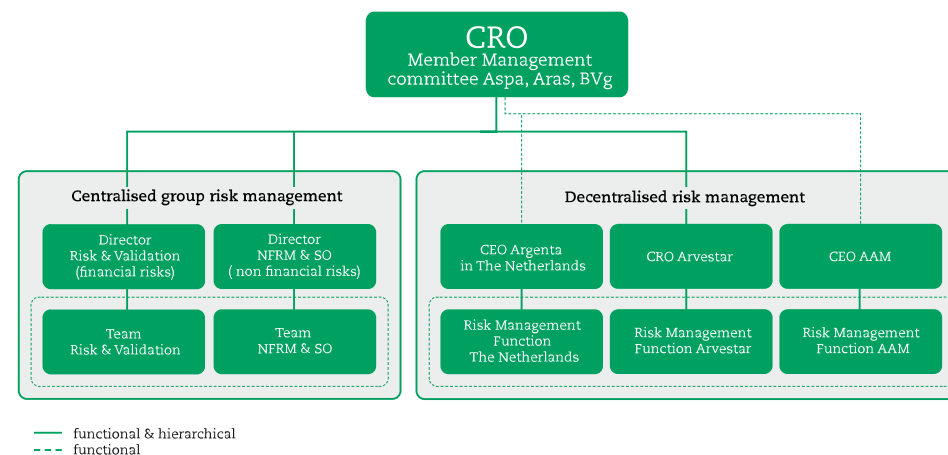 CRO
Member Management
committee Aspa, Aras, BVg
Centralised group risk management
Director
Risk & Validation
(financial risks)
Director
NFRM & SO
( non financial risks)
Team
Risk & Validation
Team
NFRM & SO
Decentralised risk management
CEO Argenta
in The Netherlands
CRO Arvestar
CEO AAM
Risk Management
Function
The Netherlands
Risk Management
Function Arvestar
Risk Management
Function AAM
functional & hierarchical
functional